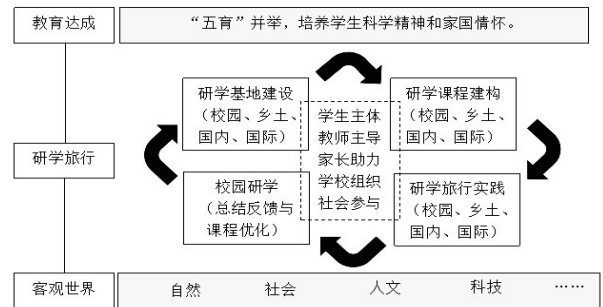 教育达成
“五育”并举，培养学生科学精神和家国情怀。
研学旅行
研学基地建设
（校园、乡土、
国内、国际）
学生主体
教师主导
家长助力
学校组织
社会参与
研学课程建构
（校园、乡土、
国内、国际）
校园研学
（总结反馈与
课程优化）
研学旅行实践
（校园、乡土、
国内、国际）
客观世界
自然 社会 人文 科技 ……